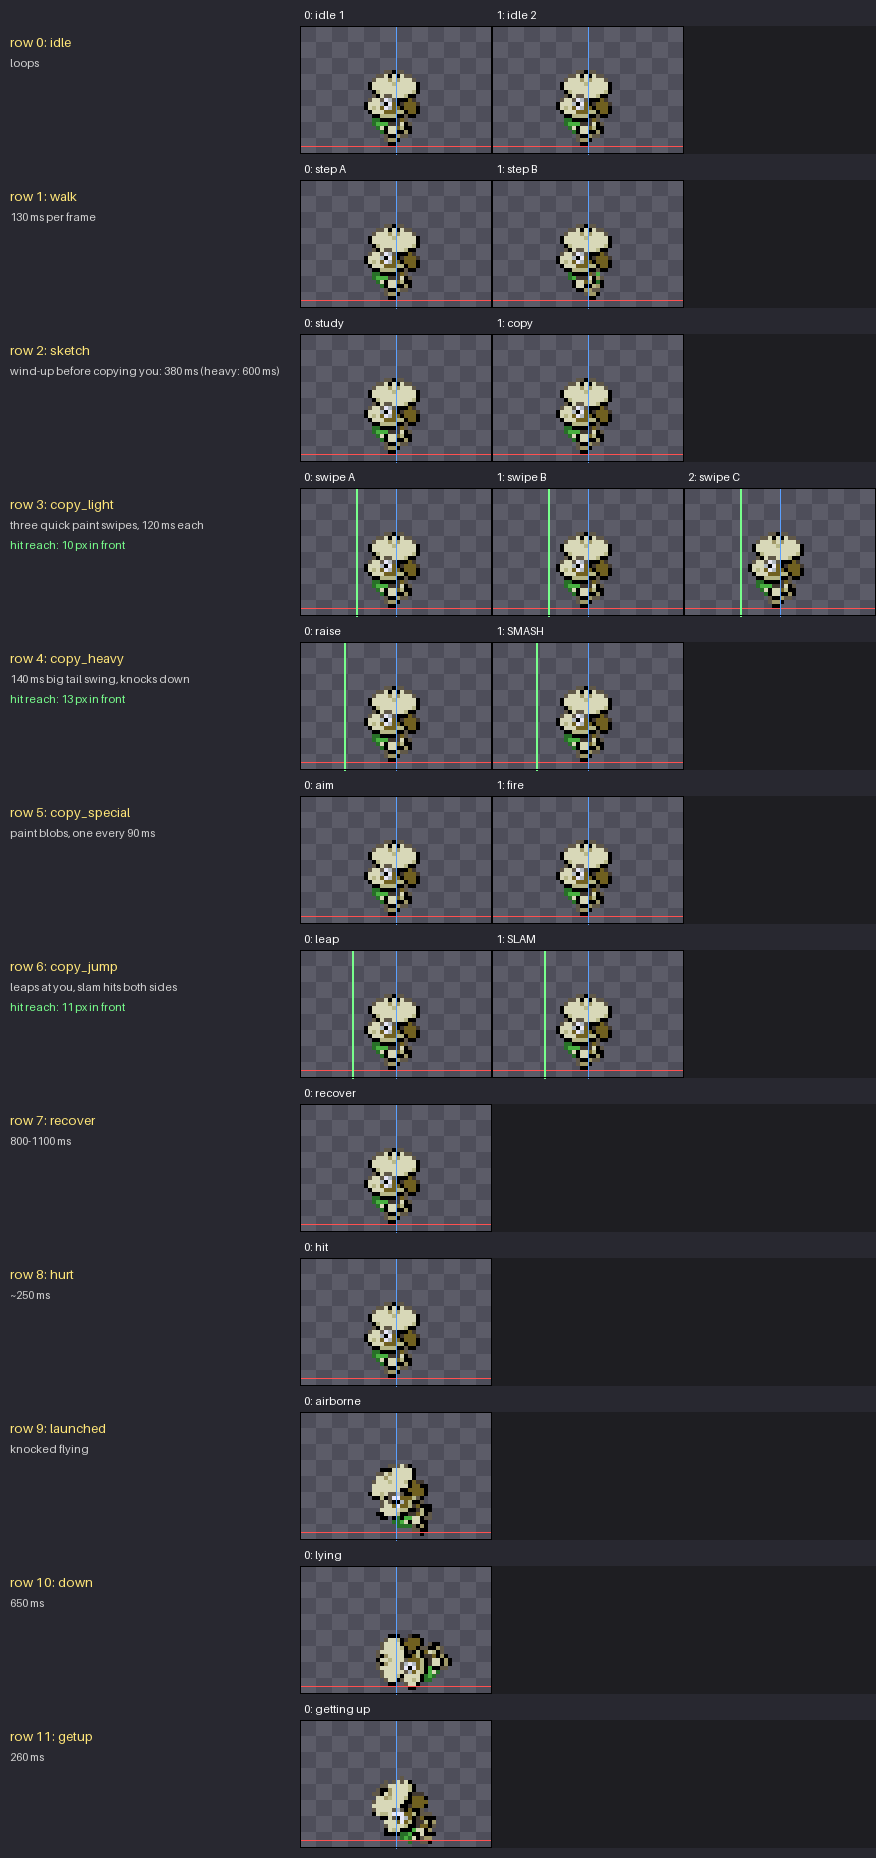 0: idle 1
1: idle 2
row 0: idle
loops
0: step A
1: step B
row 1: walk
130 ms per frame
0: study
1: copy
row 2: sketch
wind-up before copying you: 380 ms (heavy: 600 ms)
0: swipe A
1: swipe B
2: swipe C
row 3: copy_light
three quick paint swipes, 120 ms each
hit reach: 10 px in front
0: raise
1: SMASH
row 4: copy_heavy
140 ms big tail swing, knocks down
hit reach: 13 px in front
0: aim
1: fire
row 5: copy_special
paint blobs, one every 90 ms
0: leap
1: SLAM
row 6: copy_jump
leaps at you, slam hits both sides
hit reach: 11 px in front
0: recover
row 7: recover
800-1100 ms
0: hit
row 8: hurt
~250 ms
0: airborne
row 9: launched
knocked flying
0: lying
row 10: down
650 ms
0: getting up
row 11: getup
260 ms